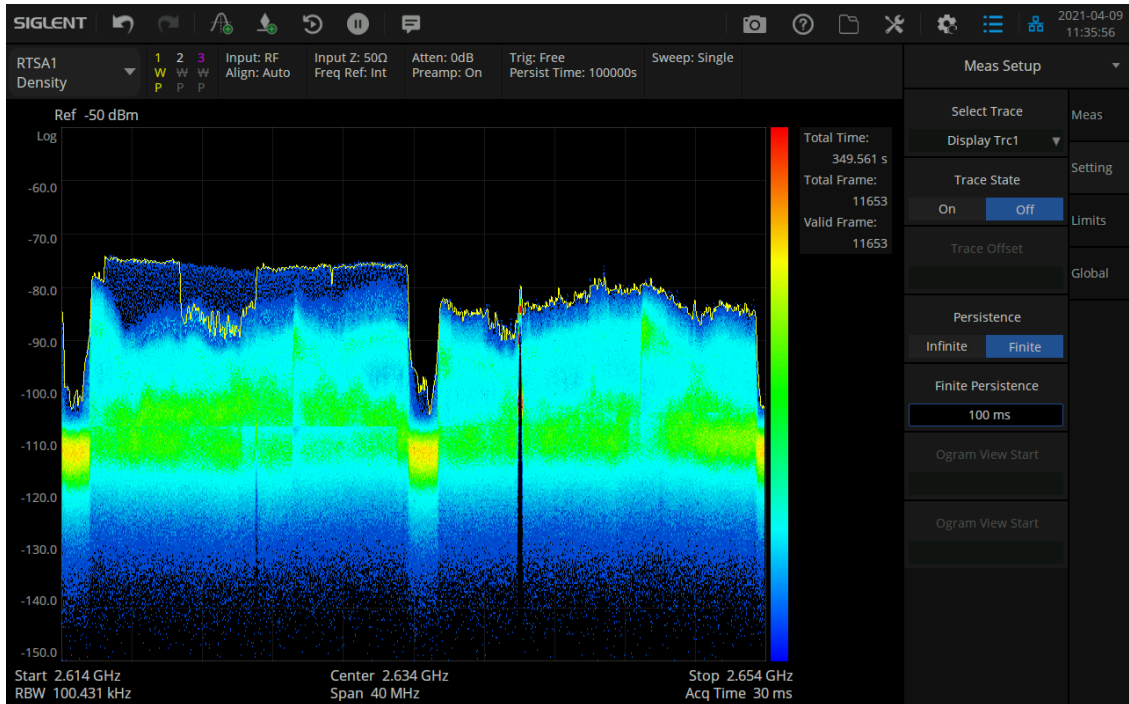 SIGLENT
2021-04-09
11:35:56
RTSA1
Density
1 2 3
W W W
P P P
Input: RF
Align: Auto
Input Z: 50Ω
Freq Ref: Int
Atten: 0dB
Preamp: On
Trig: Free
Persist Time: 100000s
Sweep: Single
Meas Setup
Ref -50 dBm
Log
-60.0
-70.0
-80.0
-90.0
-100.0
-110.0
-120.0
-130.0
-140.0
-150.0
Total Time:
349.561 s
Total Frame:
11653
Valid Frame:
11653
Start 2.614 GHz
RBW 100.431 kHz
Center 2.634 GHz
Span 40 MHz
Stop 2.654 GHz
Acq Time 30 ms
Select Trace
Display Trc1
Trace State
On Off
Trace Offset
Persistence
Infinite Finite
Finite Persistence
100 ms
Ogram View Start
Ogram View Start
Meas
Setting
Limits
Global